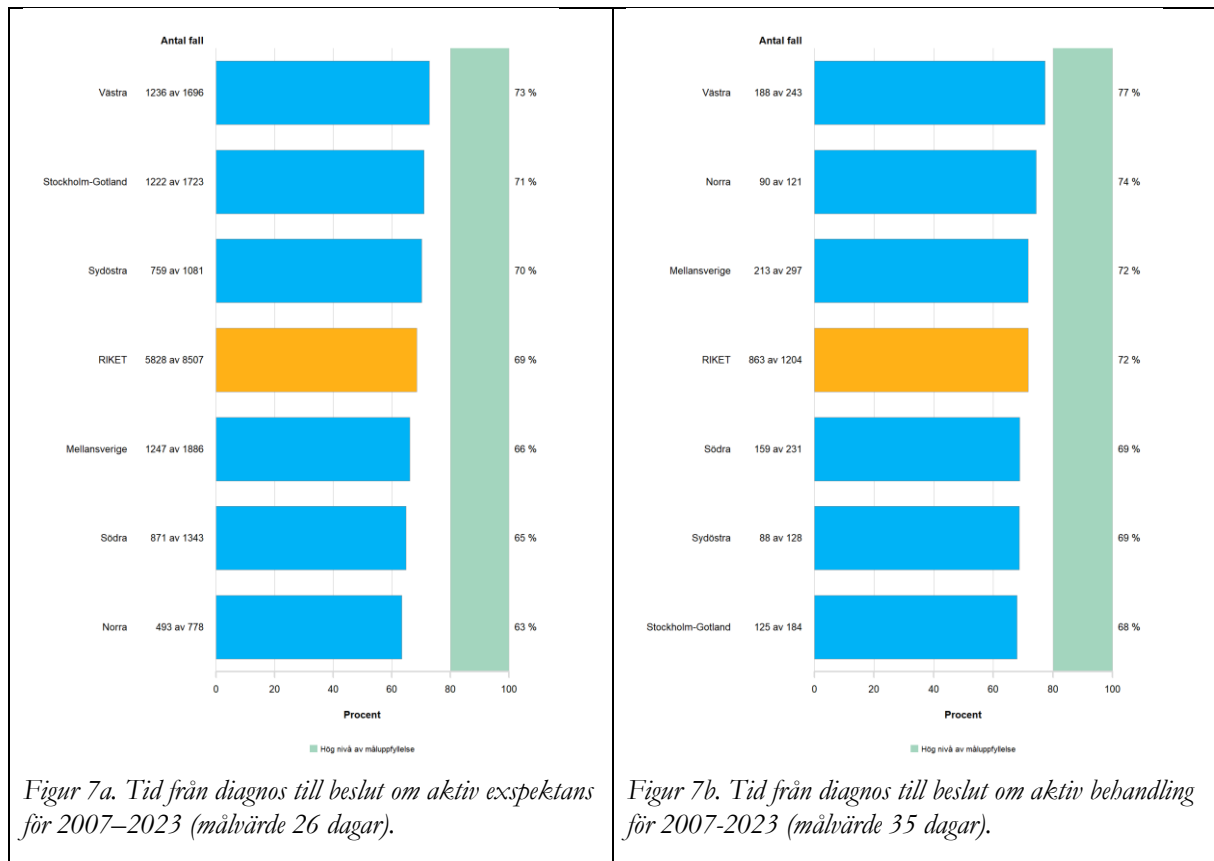 Antal fall
Västra 1236 av 1696 73 %
Stockholm-Gotland 1222 av 1723 71 %
Sydöstra 759 av 1081 70 %
RIKET 5828 av 8507 69 %
Mellansverige 1247 av 1886 66 %
Södra 871 av 1343 65 %
Norra 493 av 778 63 %
0 20 40 60 80 100
Procent
Hög nivå av måluppfyllelse
Figur 7a. Tid från diagnos till beslut om aktiv exspektans
för 2007–2023 (målvärde 26 dagar).
Antal fall
Västra 188 av 243 77 %
Norra 90 av 121 74 %
Mellansverige 213 av 297 72 %
RIKET 863 av 1204 72 %
Södra 159 av 231 69 %
Sydöstra 88 av 128 69 %
Stockholm-Gotland 125 av 184 68 %
0 20 40 60 80 100
Procent
Hög nivå av måluppfyllelse
Figur 7b. Tid från diagnos till beslut om aktiv behandling
för 2007-2023 (målvärde 35 dagar).